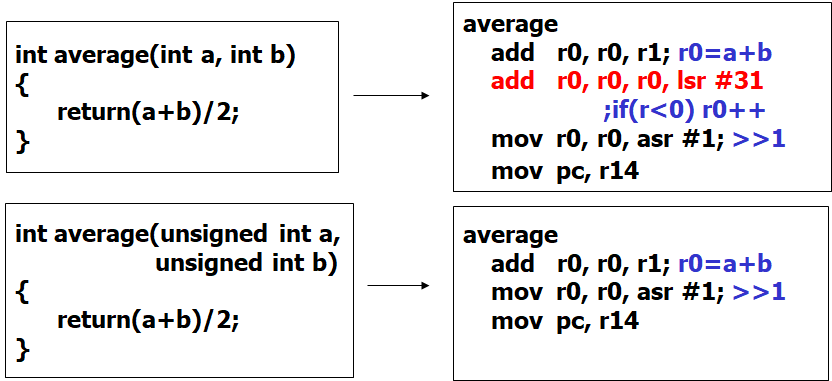 int average(int a, int b)
{
return(a+b)/2;
}
average
add r0, r0, r1; r0=a+b
add r0, r0, r0, lsr #31
;if(r<0) r0++
mov r0, r0, asr #1; >>1
mov pc, r14
int average(unsigned int a,
unsigned int b)
{
return(a+b)/2;
}
average
add r0, r0, r1; r0=a+b
mov r0, r0, asr #1; >>1
mov pc, r14